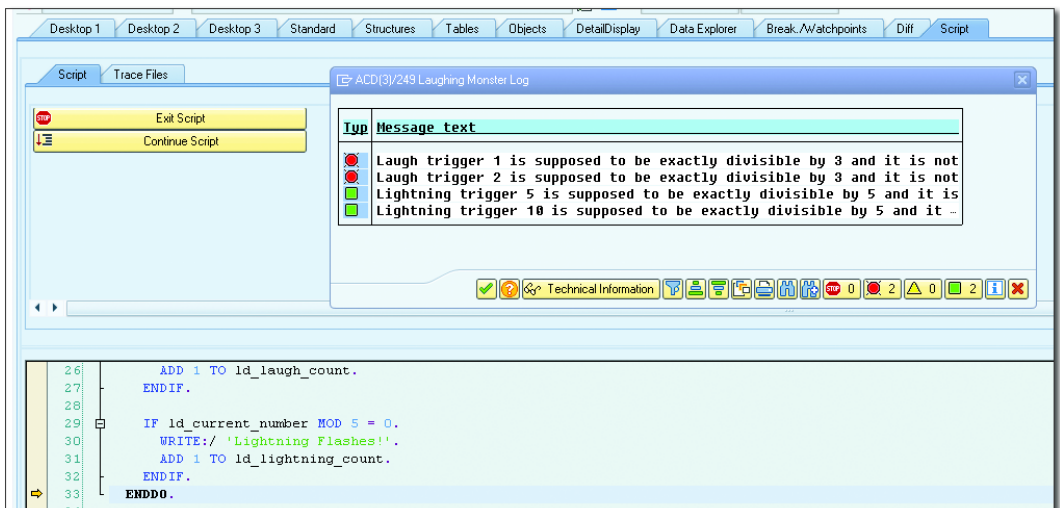 Desktop 1 Desktop 2 Desktop 3 Standard Structures Tables Objects DetailDisplay Data Explorer Break./Watchpoints Diff Script
Script Trace Files
ACD(3)/249 Laughing Monster Log
STOP Exit Script
Continue Script
Typ Message text
Laugh trigger 1 is supposed to be exactly divisible by 3 and it is not
Laugh trigger 2 is supposed to be exactly divisible by 3 and it is not
Lightning trigger 5 is supposed to be exactly divisible by 5 and it is
Lightning trigger 10 is supposed to be exactly divisible by 5 and it …
Technical Information STOP 0 2 0 2
26 ADD 1 TO ld_laugh_count.
27 ENDIF.
28
29 IF ld_current_number MOD 5 = 0.
30 WRITE:/ 'Lightning Flashes!'.
31 ADD 1 TO ld_lightning_count.
32 ENDIF.
33 ENDDO.